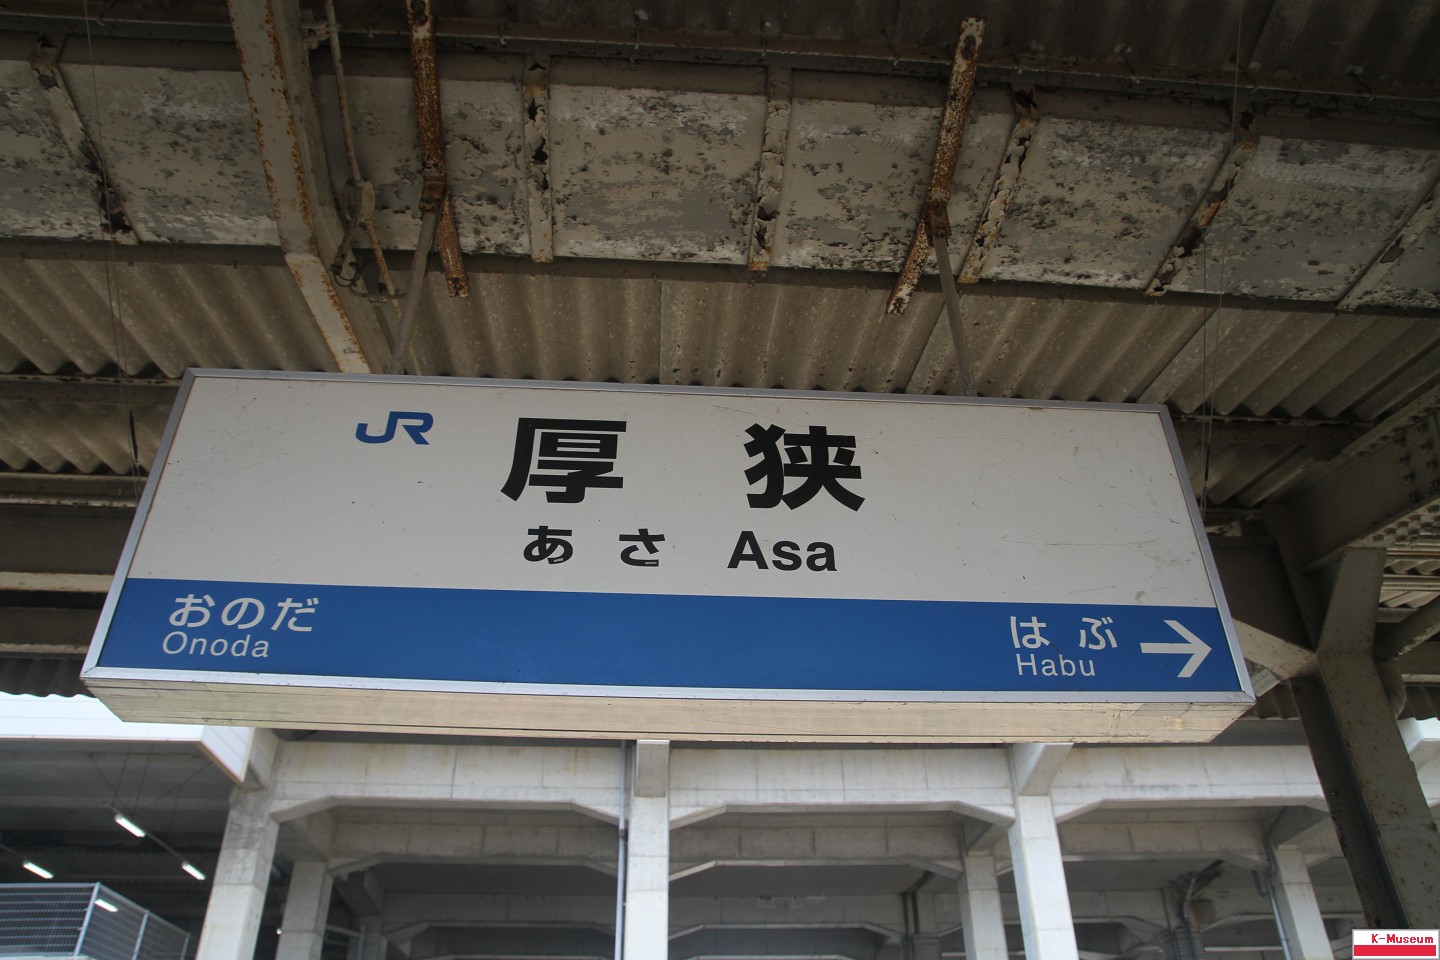 JR 厚狭
あさ Asa
おのだ
Onoda
はぶ →
Habu
K-Museum